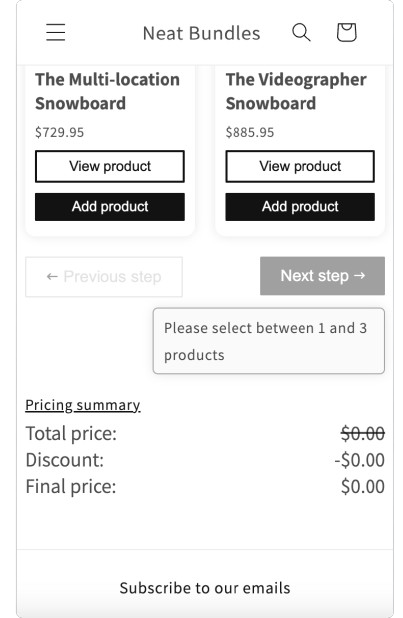 Neat Bundles
The Multi-location
Snowboard
$729.95
View product
Add product
The Videographer
Snowboard
$885.95
View product
Add product
← Previous step
Next step →
Please select between 1 and 3
products
Pricing summary
Total price: $0.00
Discount: -$0.00
Final price: $0.00
Subscribe to our emails